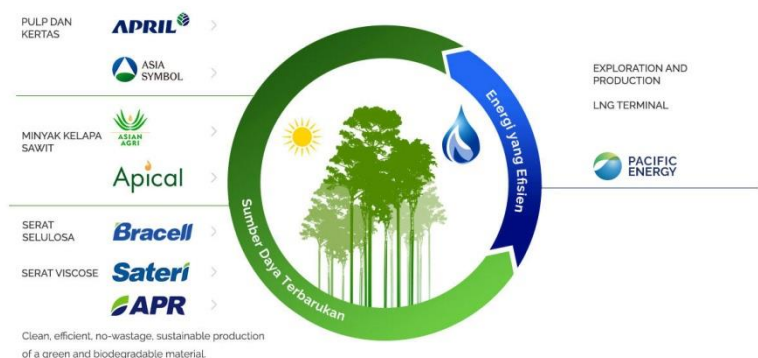 PULP DAN
KERTAS
APRIL
ASIA
SYMBOL
MINYAK KELAPA
SAWIT
ASIAN
AGRI
Apical
SERAT
SELULOSA
Bracell
SERAT VISCOSE
Sateri
APR
Clean, efficient, no-wastage, sustainable production
of a green and biodegradable material.
Sumber Daya Terbarukan
Energi yang Efisien
EXPLORATION AND
PRODUCTION
LNG TERMINAL
PACIFIC
ENERGY